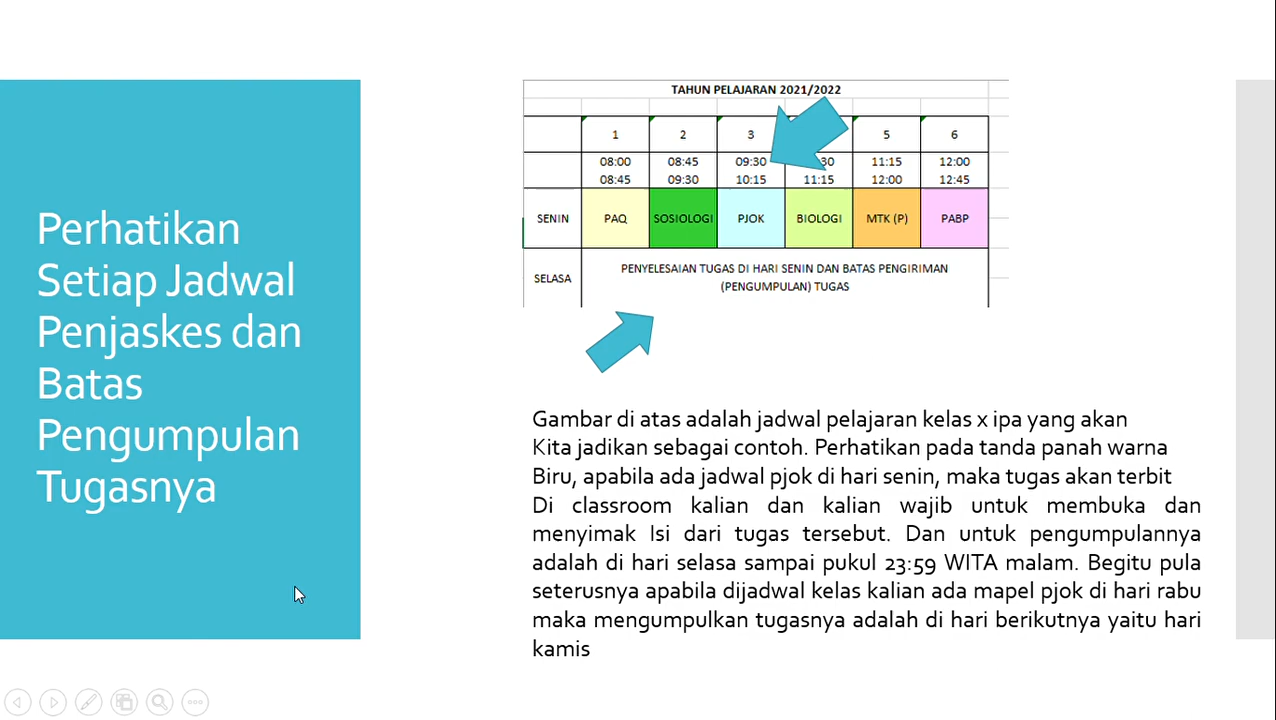 Perhatikan
Setiap Jadwal
Penjaskes dan
Batas
Pengumpulan
Tugasnya
TAHUN PELAJARAN 2021/2022
1 2 3 5 6
08:00 08:45 09:30 :30 11:15 12:00
08:45 09:30 10:15 11:15 12:00 12:45
SENIN PAQ SOSIOLOGI PJOK BIOLOGI MTK (P) PABP
SELASA
PENYELESAIAN TUGAS DI HARI SENIN DAN BATAS PENGIRIMAN
(PENGUMPULAN) TUGAS
Gambar di atas adalah jadwal pelajaran kelas x ipa yang akan
Kita jadikan sebagai contoh. Perhatikan pada tanda panah warna
Biru, apabila ada jadwal pjok di hari senin, maka tugas akan terbit
Di classroom kalian dan kalian wajib untuk membuka dan
menyimak Isi dari tugas tersebut. Dan untuk pengumpulannya
adalah di hari selasa sampai pukul 23:59 WITA malam. Begitu pula
seterusnya apabila dijadwal kelas kalian ada mapel pjok di hari rabu
maka mengumpulkan tugasnya adalah di hari berikutnya yaitu hari
kamis